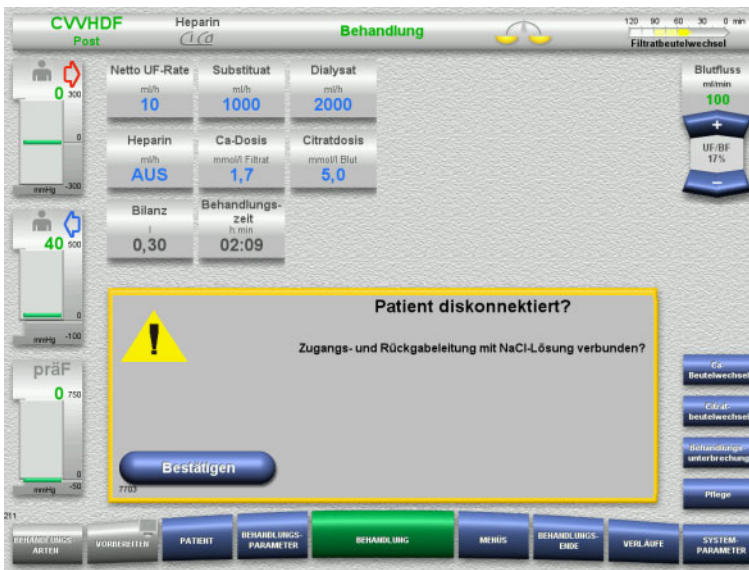 CVVHDF
Post
Heparin
Ci Ca
Behandlung
120 90 60 30 0 min
Filtratbeutelwechsel
0
300
0
mmHg -300
40
500
0
mmHg -100
präF
0
750
0
mmHg -50
Netto UF-Rate
ml/h
10
Substituat
ml/h
1000
Dialysat
ml/h
2000
Heparin
ml/h
AUS
Ca-Dosis
mmol/l Filtrat
1,7
Citratdosis
mmol/l Blut
5,0
Bilanz
l
0,30
Behandlungs-
zeit
h:min
02:09
Blutfluss
ml/min
100
+
UF/BF
17%
–
Patient diskonnektiert?
Zugangs- und Rückgabeleitung mit NaCl-Lösung verbunden?
Bestätigen
7703
Ca-
Beutelwechsel
Citrat-
beutelwechsel
Behandlungs-
unterbrechung
Pflege
211
BEHANDLUNGS-
ARTEN
VORBEREITEN
PATIENT
BEHANDLUNGS-
PARAMETER
BEHANDLUNG
MENÜS
BEHANDLUNGS-
ENDE
VERLÄUFE
SYSTEM-
PARAMETER